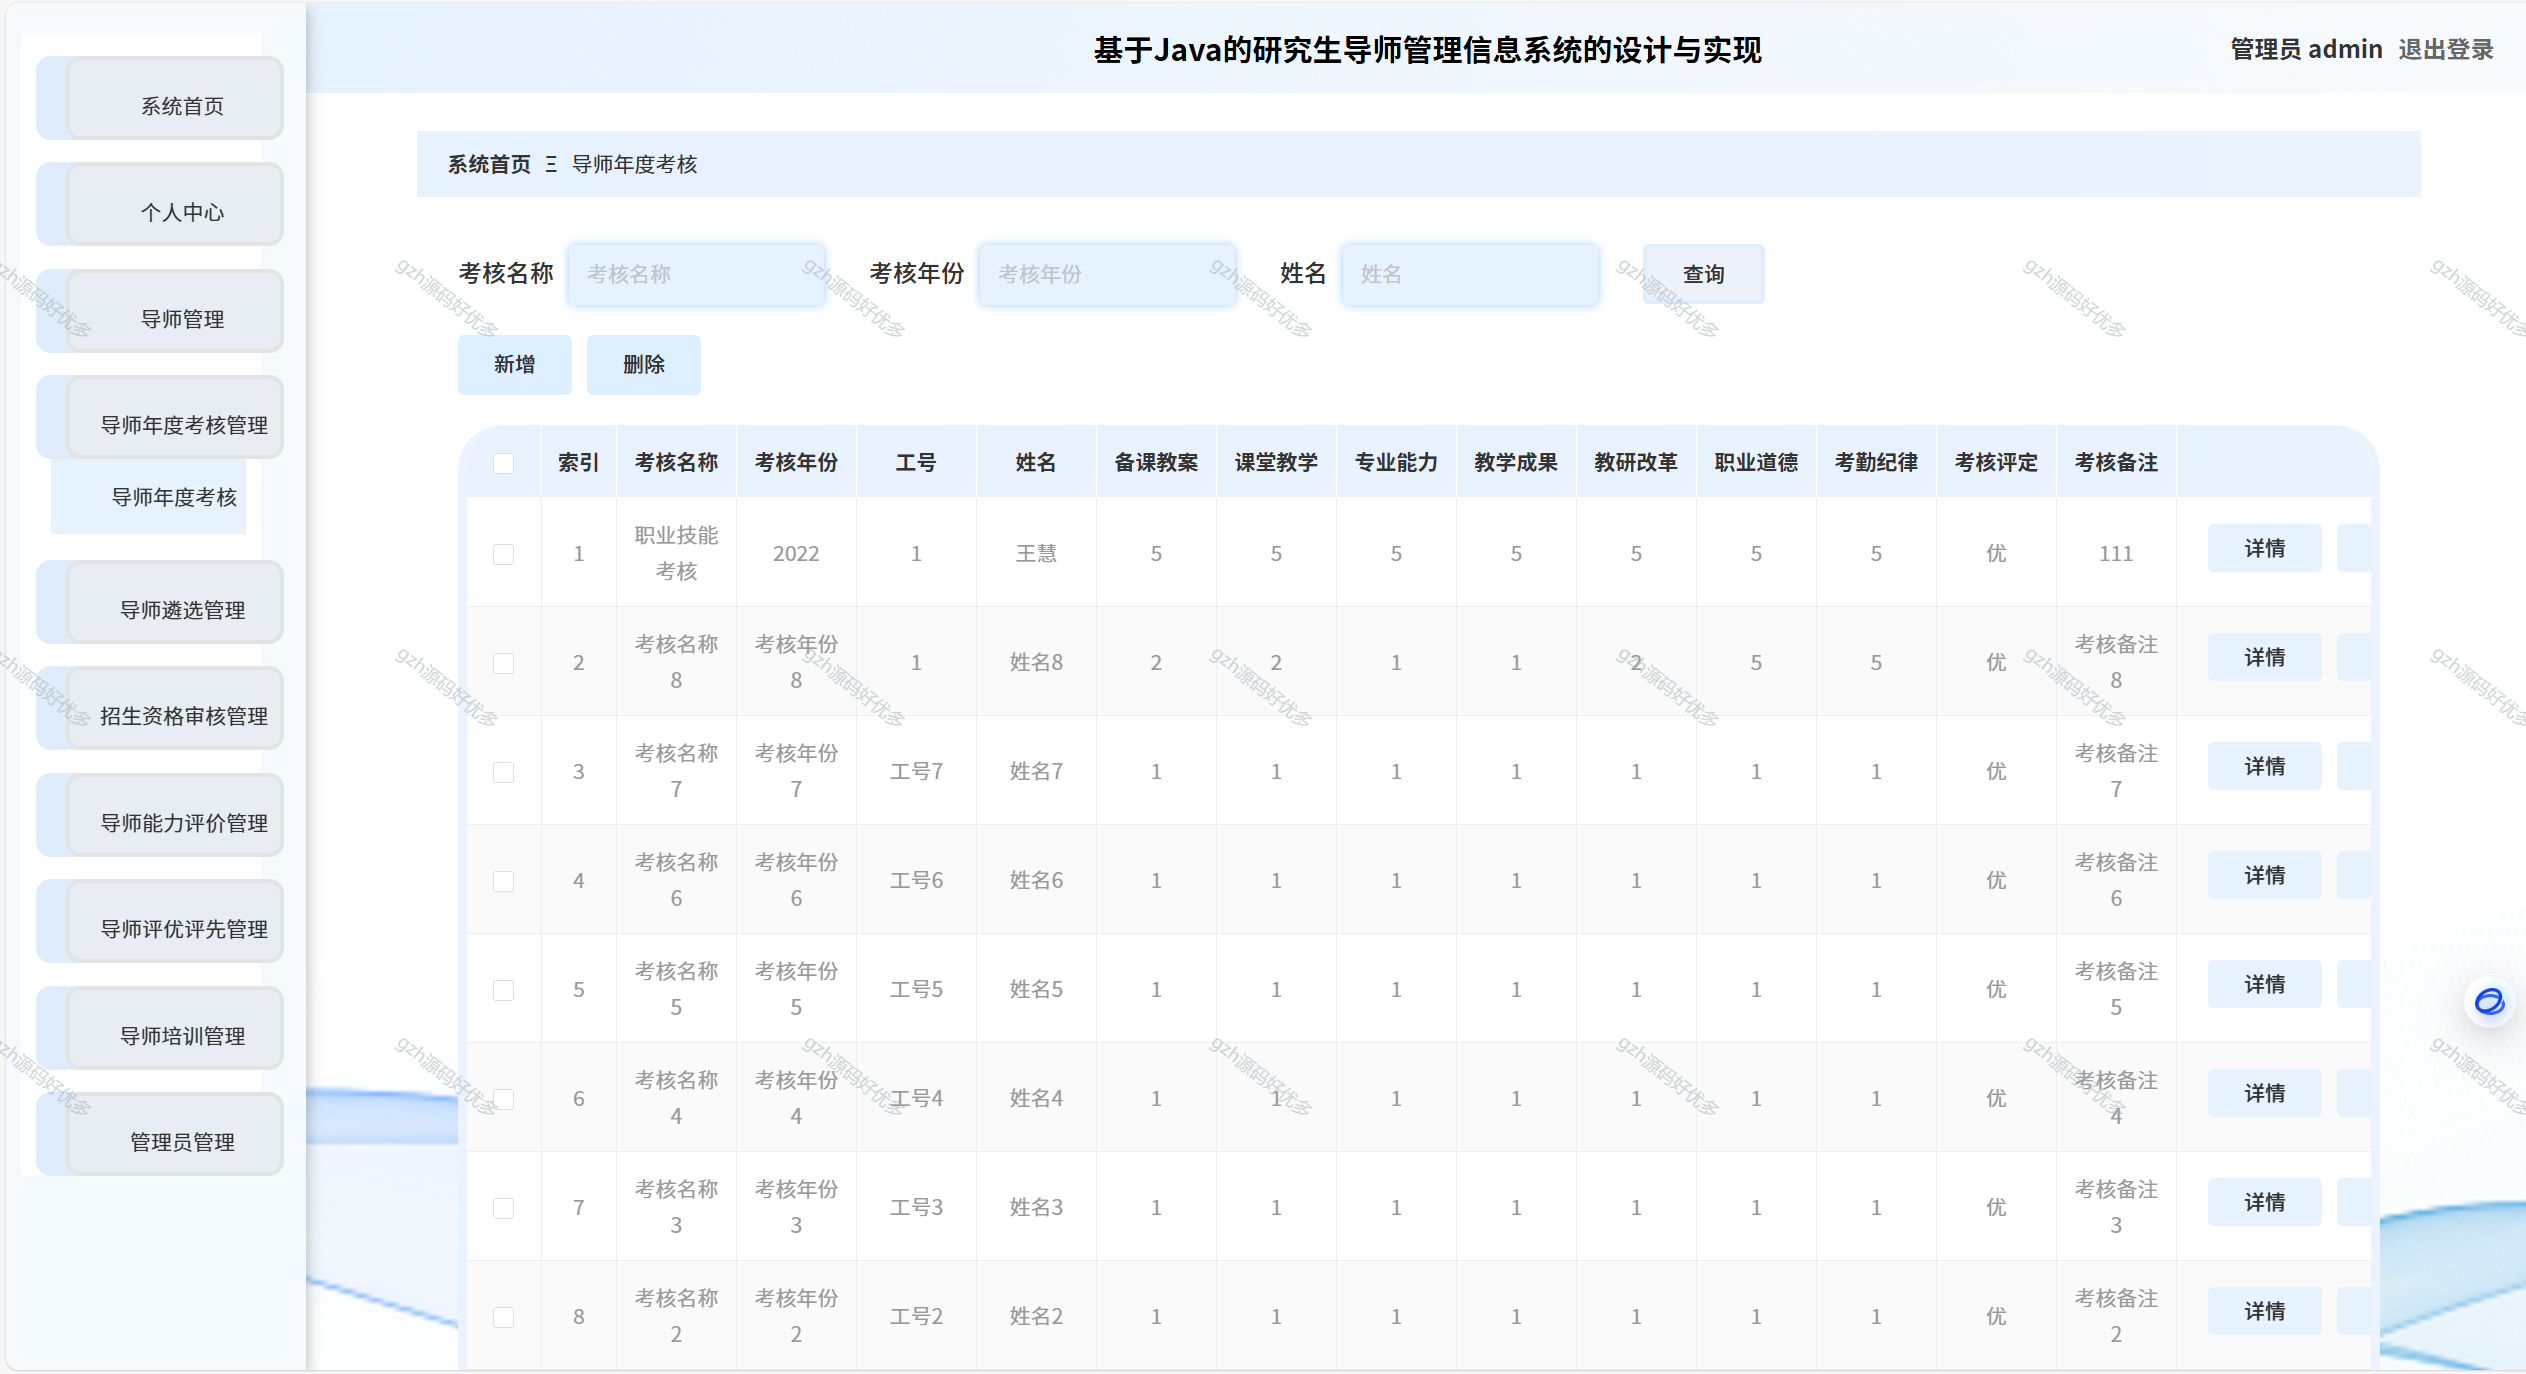 基于Java的研究生导师管理信息系统的设计与实现
管理员 admin 退出登录
系统首页
个人中心
导师管理
导师年度考核管理
导师年度考核
导师遴选管理
招生资格审核管理
导师能力评价管理
导师评优评先管理
导师培训管理
管理员管理
系统首页 Ξ 导师年度考核
考核名称 考核名称 考核年份 考核年份 姓名 姓名 查询
新增 删除
索引 考核名称 考核年份 工号 姓名 备课教案 课堂教学 专业能力 教学成果 教研改革 职业道德 考勤纪律 考核评定 考核备注
1 职业技能考核 2022 1 王慧 5 5 5 5 5 5 5 优 111 详情
2 考核名称8 考核年份8 1 姓名8 2 2 1 1 2 5 5 优 考核备注8 详情
3 考核名称7 考核年份7 工号7 姓名7 1 1 1 1 1 1 1 优 考核备注7 详情
4 考核名称6 考核年份6 工号6 姓名6 1 1 1 1 1 1 1 优 考核备注6 详情
5 考核名称5 考核年份5 工号5 姓名5 1 1 1 1 1 1 1 优 考核备注5 详情
6 考核名称4 考核年份4 工号4 姓名4 1 1 1 1 1 1 1 优 考核备注4 详情
7 考核名称3 考核年份3 工号3 姓名3 1 1 1 1 1 1 1 优 考核备注3 详情
8 考核名称2 考核年份2 工号2 姓名2 1 1 1 1 1 1 1 优 考核备注2 详情
gzh源码好优多